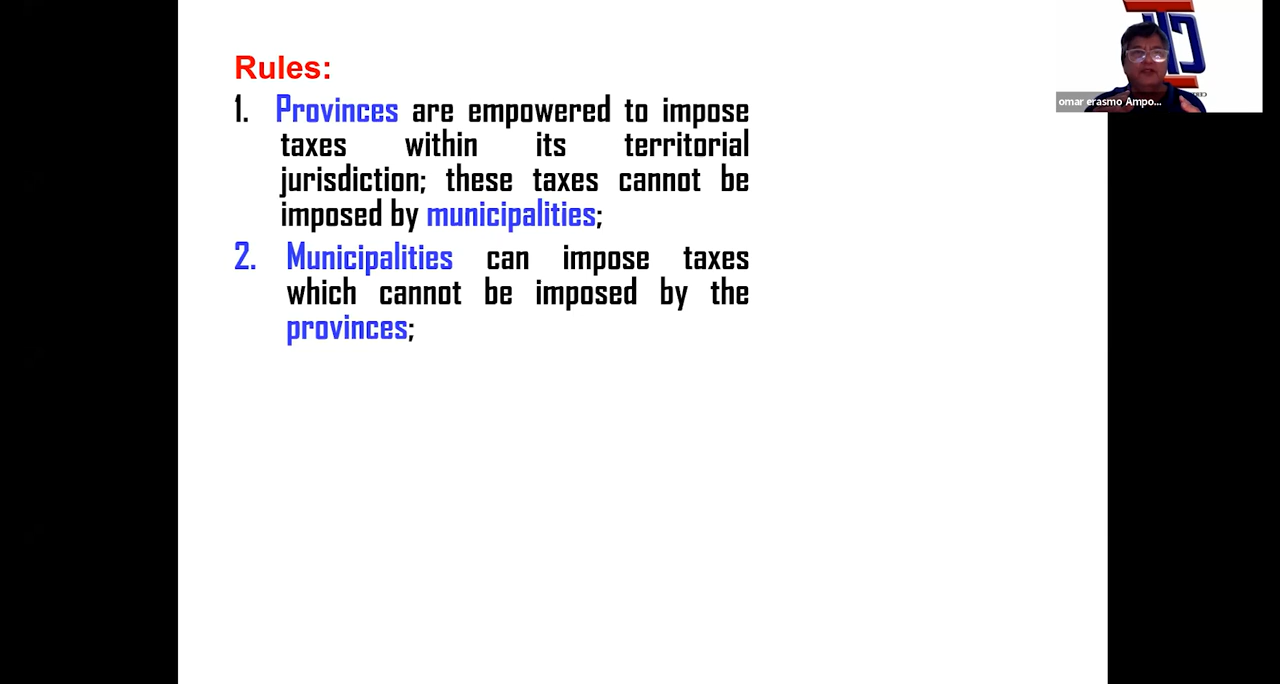 Rules:
1. Provinces are empowered to impose
taxes within its territorial
jurisdiction; these taxes cannot be
imposed by municipalities;
2. Municipalities can impose taxes
which cannot be imposed by the
provinces;
omar erasmo Ampo...